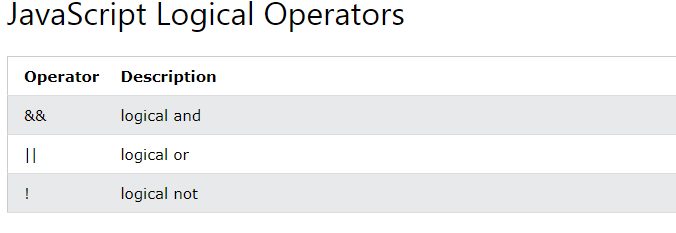 JavaScript Logical Operators
Operator Description
&& logical and
|| logical or
! logical not